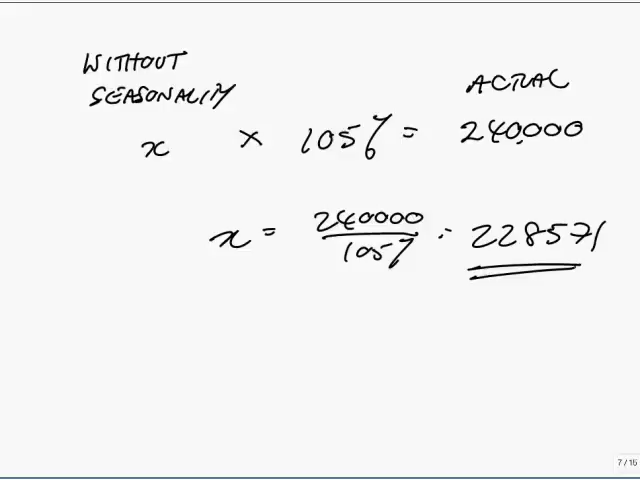 WITHOUT
SEASONALITY
ACTUAL
x × 105% = 240,000
x = 240000 / 105% = 228571
7 / 15